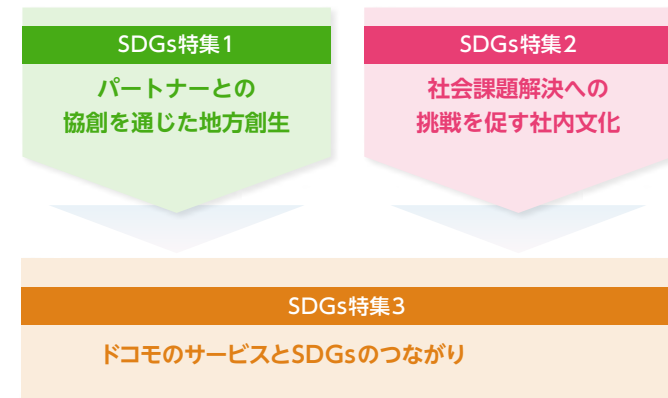 SDGs特集1
パートナーとの
協創を通じた地方創生
SDGs特集2
社会課題解決への
挑戦を促す社内文化
SDGs特集3
ドコモのサービスとSDGsのつながり